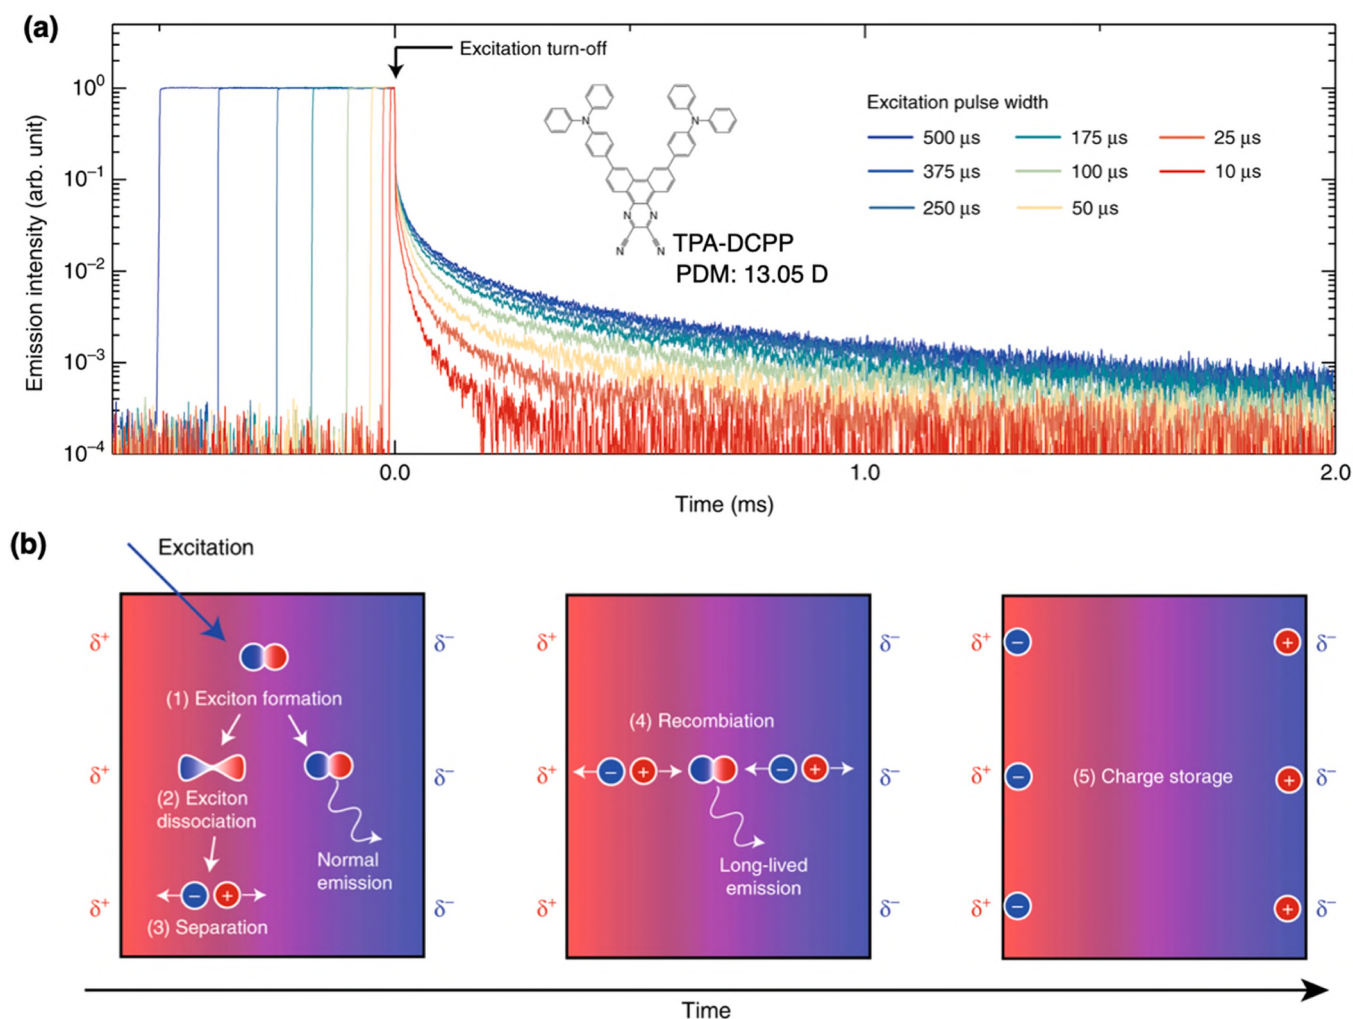 (a)
Excitation turn-off
Emission intensity (arb. unit)
10⁰
10⁻¹
10⁻²
10⁻³
10⁻⁴
N
N
N
N
N
N
TPA-DCPP
PDM: 13.05 D
Excitation pulse width
500 μs
175 μs
25 μs
375 μs
100 μs
10 μs
250 μs
50 μs
0.0
1.0
2.0
Time (ms)
(b)
Excitation
δ⁺
δ⁻
(1) Exciton formation
δ⁺
δ⁻
(2) Exciton
dissociation
Normal
emission
δ⁺
− +
δ⁻
(3) Separation
δ⁺
δ⁻
(4) Recombiation
δ⁺
− +
− +
δ⁻
Long-lived
emission
δ⁺
δ⁻
δ⁺
−
+
δ⁻
δ⁺
−
(5) Charge storage
+
δ⁻
δ⁺
−
+
δ⁻
Time